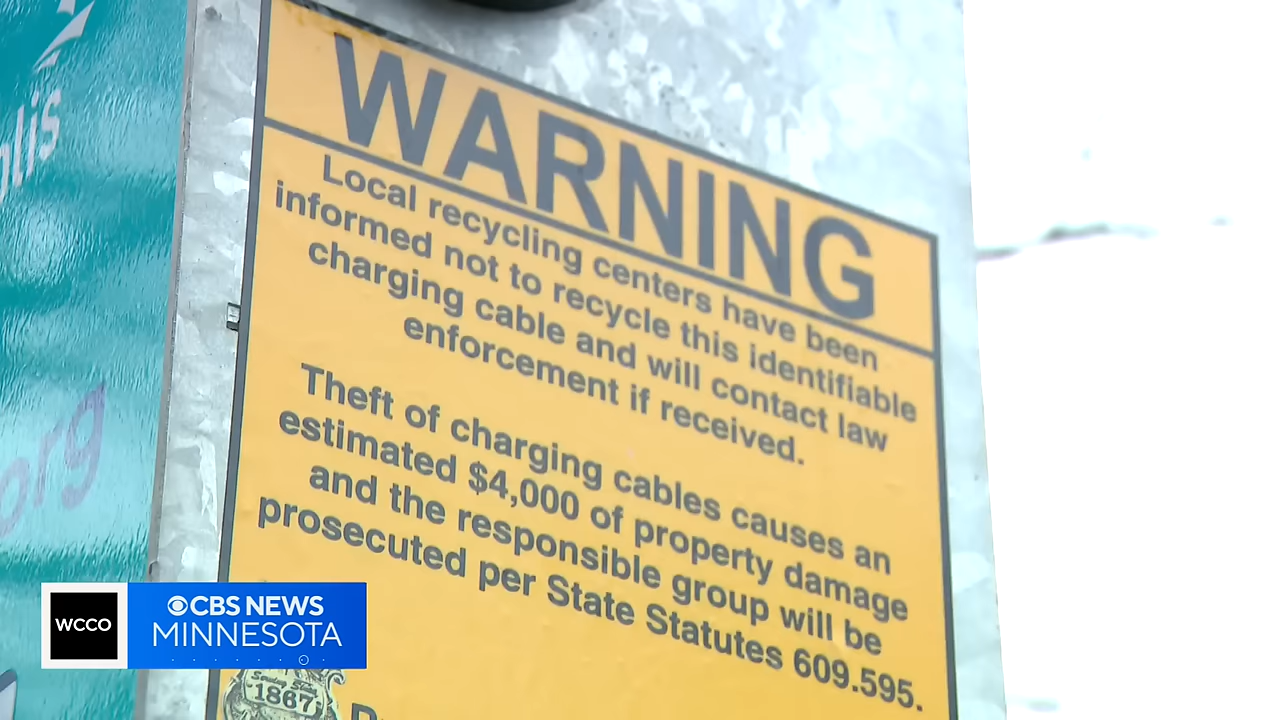 WARNING
Local recycling centers have been
informed not to recycle this identifiable
charging cable and will contact law
enforcement if received.
Theft of charging cables causes an
estimated $4,000 of property damage
and the responsible group will be
prosecuted per State Statutes 609.595.
1867
WCCO
CBS NEWS
MINNESOTA
lis
org